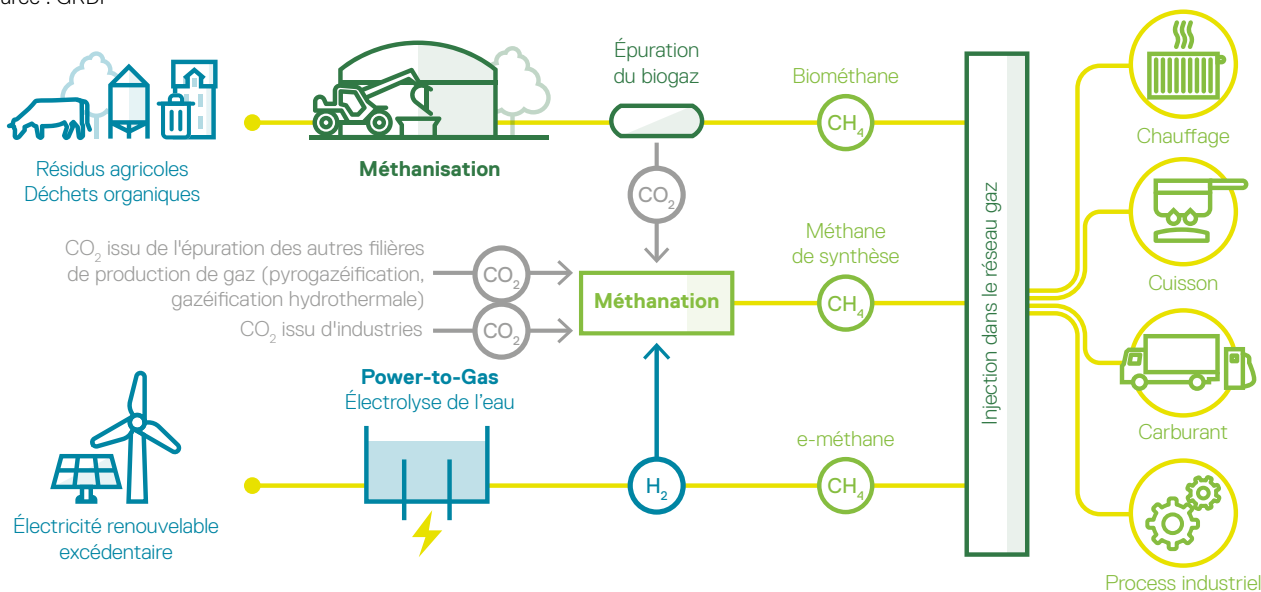 Épuration
du biogaz
Biométhane
CH₄
Chauffage
Résidus agricoles
Déchets organiques
Méthanisation
CO₂
CO₂ issu de l'épuration des autres filières
de production de gaz (pyrogazéification,
gazéification hydrothermale)
CO₂
CO₂ issu d'industries
CO₂
Méthanation
Méthane
de synthèse
CH₄
Injection dans le réseau gaz
Cuisson
Power-to-Gas
Électrolyse de l'eau
H₂
e-méthane
CH₄
Carburant
Électricité renouvelable
excédentaire
Process industriel